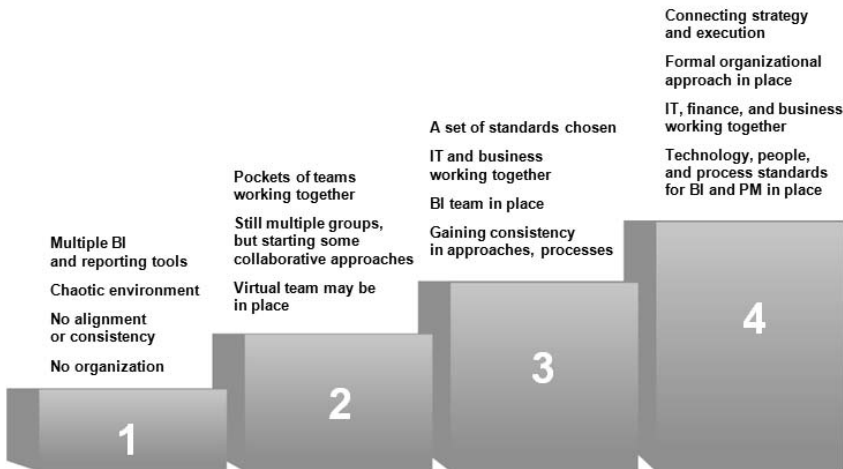 Multiple BI
and reporting tools
Chaotic environment
No alignment
or consistency
No organization
1
Pockets of teams
working together
Still multiple groups,
but starting some
collaborative approaches
Virtual team may be
in place
2
A set of standards chosen
IT and business
working together
BI team in place
Gaining consistency
in approaches, processes
3
Connecting strategy
and execution
Formal organizational
approach in place
IT, finance, and business
working together
Technology, people,
and process standards
for BI and PM in place
4